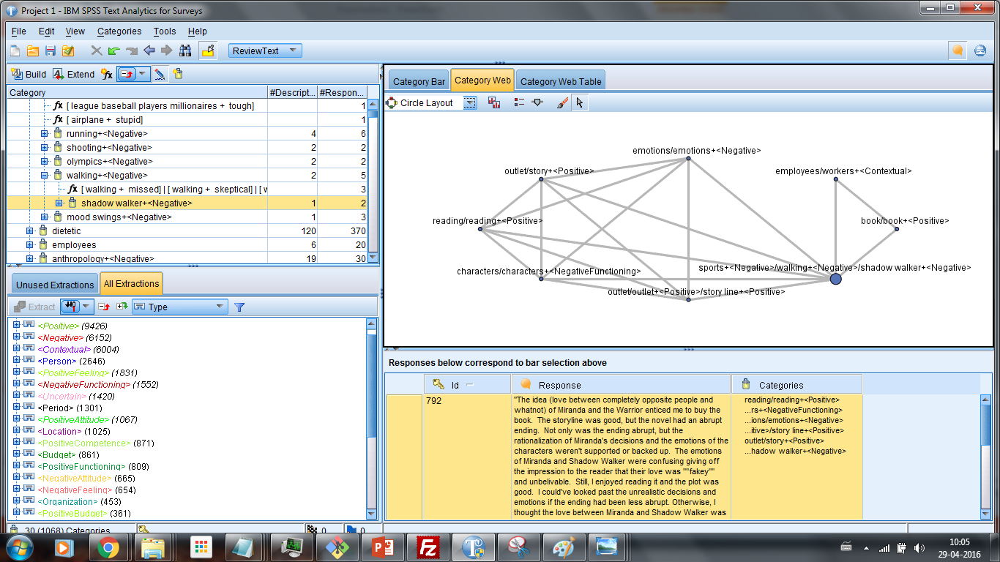 Project 1 - IBM SPSS Text Analytics for Surveys
File Edit View Categories Tools Help
ReviewText
Build Extend
Category #Descript... #Respon...
[ league baseball players millionaires + tough] 1
[ airplane + stupid] 1
running+<Negative> 4 6
shooting+<Negative> 2 2
olympics+<Negative> 2 2
walking+<Negative> 2 5
[ walking + missed] | [ walking + skeptical] | [ w 3
shadow walker+<Negative> 1 2
mood swings+<Negative> 1 3
dietetic 120 370
employees 6 20
anthropology+<Negative> 19 30
Unused Extractions All Extractions
Extract Type
<Positive> (9426)
<Negative> (6152)
<Contextual> (6004)
<Person> (2646)
<PositiveFeeling> (1831)
<NegativeFunctioning> (1552)
<Uncertain> (1420)
<Period> (1301)
<PositiveAttitude> (1067)
<Location> (1025)
<PositiveCompetence> (871)
<Budget> (861)
<PositiveFunctioning> (809)
<NegativeAttitude> (665)
<NegativeFeeling> (654)
<Organization> (453)
<PositiveBudget> (361)
30 (1068) Categories 0 0
Category Bar Category Web Category Web Table
Circle Layout
emotions/emotions+<Negative>
outlet/story+<Positive>
employees/workers+<Contextual>
reading/reading+<Positive>
book/book+<Positive>
characters/characters+<NegativeFunctioning>
sports+<Negative>/walking+<Negative>/shadow walker+<Negative>
outlet/outlet+<Positive>/story line+<Positive>
Responses below correspond to bar selection above
Id Response Categories
792
"The idea (love between completely opposite people and
whatnot) of Miranda and the Warrior enticed me to buy the
book. The storyline was good, but the novel had an abrupt
ending. Not only was the ending abrupt, but the
rationalization of Miranda's decisions and the emotions of the
characters weren't supported or backed up. The emotions
of Miranda and Shadow Walker were confusing giving off
the impression to the reader that their love was ""fakey""
and unbelivable. Still, I enjoyed reading it and the plot was
good. I could've looked past the unrealistic decisions and
emotions if the ending had been less abrupt. Otherwise, I
thought the love between Miranda and Shadow Walker was
reading/reading+<Positive>
...rs+<NegativeFunctioning>
...ions/emotions+<Negative>
...itive>/story line+<Positive>
outlet/story+<Positive>
...hadow walker+<Negative>
10:05
29-04-2016